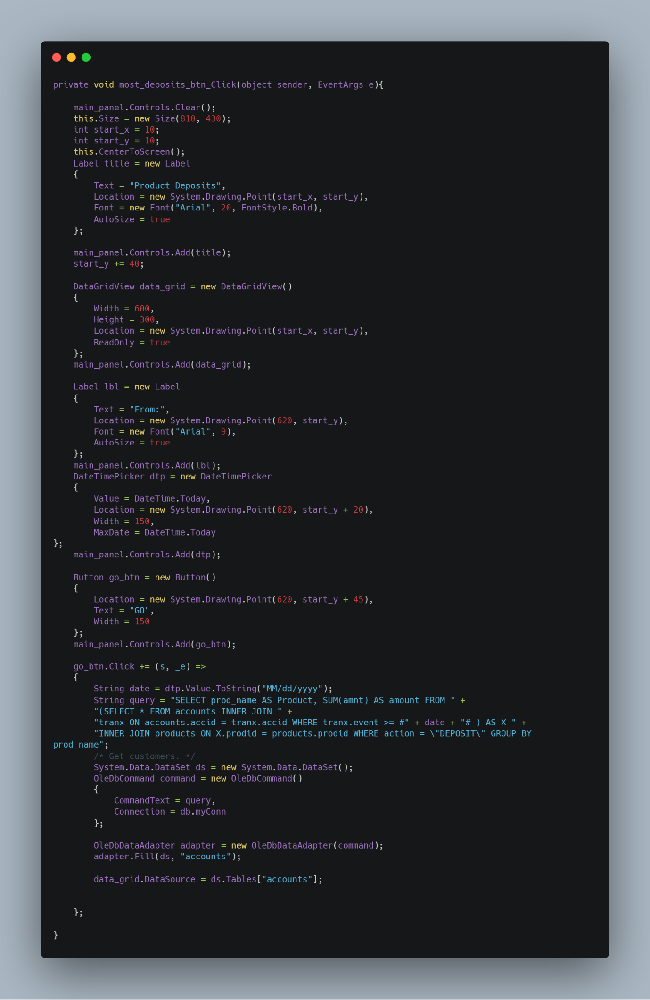 private void most_deposits_btn_Click(object sender, EventArgs e){
main_panel.Controls.Clear();
this.Size = new Size(810, 430);
int start_x = 10;
int start_y = 10;
this.CenterToScreen();
Label title = new Label
{
Text = "Product Deposits",
Location = new System.Drawing.Point(start_x, start_y),
Font = new Font("Arial", 20, FontStyle.Bold),
AutoSize = true
};
main_panel.Controls.Add(title);
start_y += 40;
DataGridView data_grid = new DataGridView()
{
Width = 600,
Height = 300,
Location = new System.Drawing.Point(start_x, start_y),
ReadOnly = true
};
main_panel.Controls.Add(data_grid);
Label lbl = new Label
{
Text = "From:",
Location = new System.Drawing.Point(620, start_y),
Font = new Font("Arial", 9),
AutoSize = true
};
main_panel.Controls.Add(lbl);
DateTimePicker dtp = new DateTimePicker
{
Value = DateTime.Today,
Location = new System.Drawing.Point(620, start_y + 20),
Width = 150,
MaxDate = DateTime.Today
};
main_panel.Controls.Add(dtp);
Button go_btn = new Button()
{
Location = new System.Drawing.Point(620, start_y + 45),
Text = "GO",
Width = 150
};
main_panel.Controls.Add(go_btn);
go_btn.Click += (s, _e) =>
{
String date = dtp.Value.ToString("MM/dd/yyyy");
String query = "SELECT prod_name AS Product, SUM(amnt) AS amount FROM " +
"(SELECT * FROM accounts INNER JOIN " +
"tranx ON accounts.accid = tranx.accid WHERE tranx.event >= #" + date + "# ) AS X " +
"INNER JOIN products ON X.prodid = products.prodid WHERE action = \"DEPOSIT\" GROUP BY
prod_name";
/* Get customers. */
System.Data.DataSet ds = new System.Data.DataSet();
OleDbCommand command = new OleDbCommand()
{
CommandText = query,
Connection = db.myConn
};
OleDbDataAdapter adapter = new OleDbDataAdapter(command);
adapter.Fill(ds, "accounts");
data_grid.DataSource = ds.Tables["accounts"];
};
}